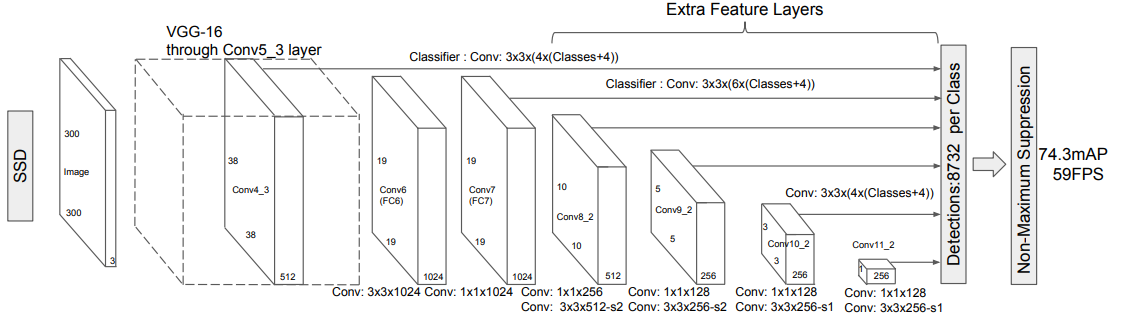 Extra Feature Layers
VGG-16
through Conv5_3 layer
Classifier : Conv: 3x3x(4x(Classes+4))
Classifier : Conv: 3x3x(6x(Classes+4))
SSD
300
Image
300
3
38
Conv4_3
38
512
19
Conv6
(FC6)
19
1024
19
Conv7
(FC7)
19
1024
10
Conv8_2
10
512
5
Conv9_2
5
256
Conv: 3x3x(4x(Classes+4))
3
Conv10_2
3
256
Conv11_2
1
256
Detections:8732 per Class
Non-Maximum Suppression
74.3mAP
59FPS
Conv: 3x3x1024
Conv: 1x1x1024
Conv: 1x1x256
Conv: 3x3x512-s2
Conv: 1x1x128
Conv: 3x3x256-s2
Conv: 1x1x128
Conv: 3x3x256-s1
Conv: 1x1x128
Conv: 3x3x256-s1